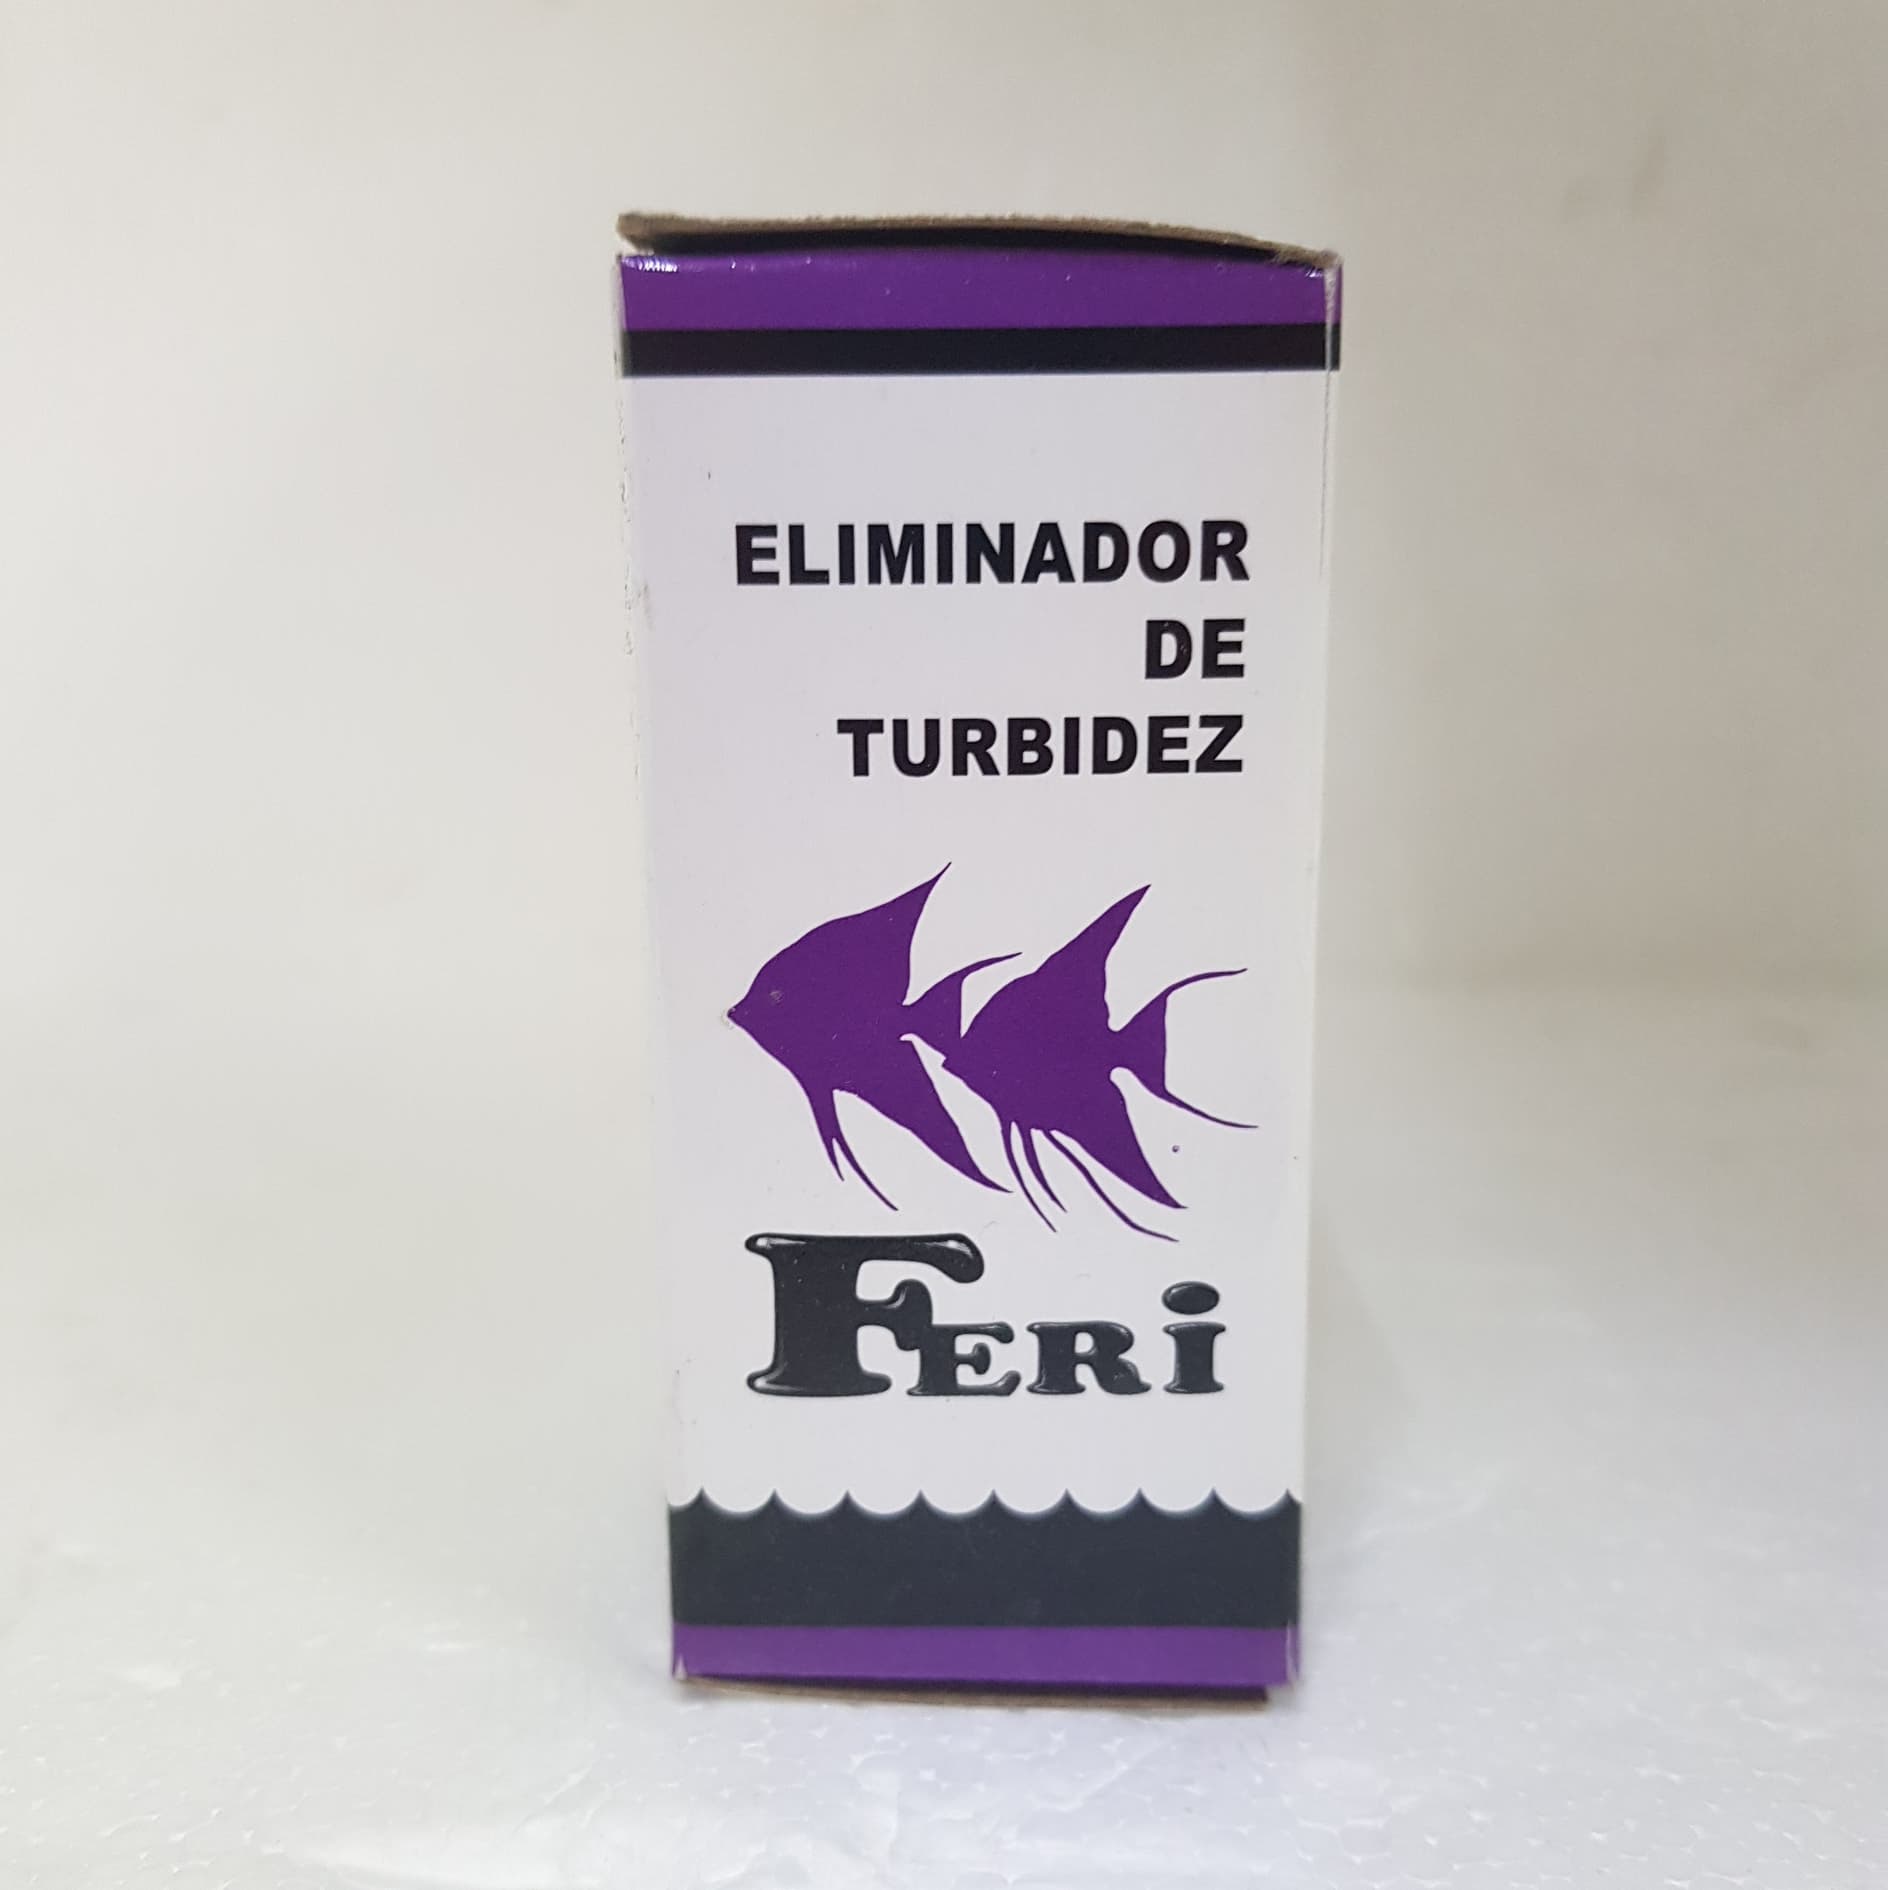 ELIMINADOR
DE
TURBIDEZ
FERi